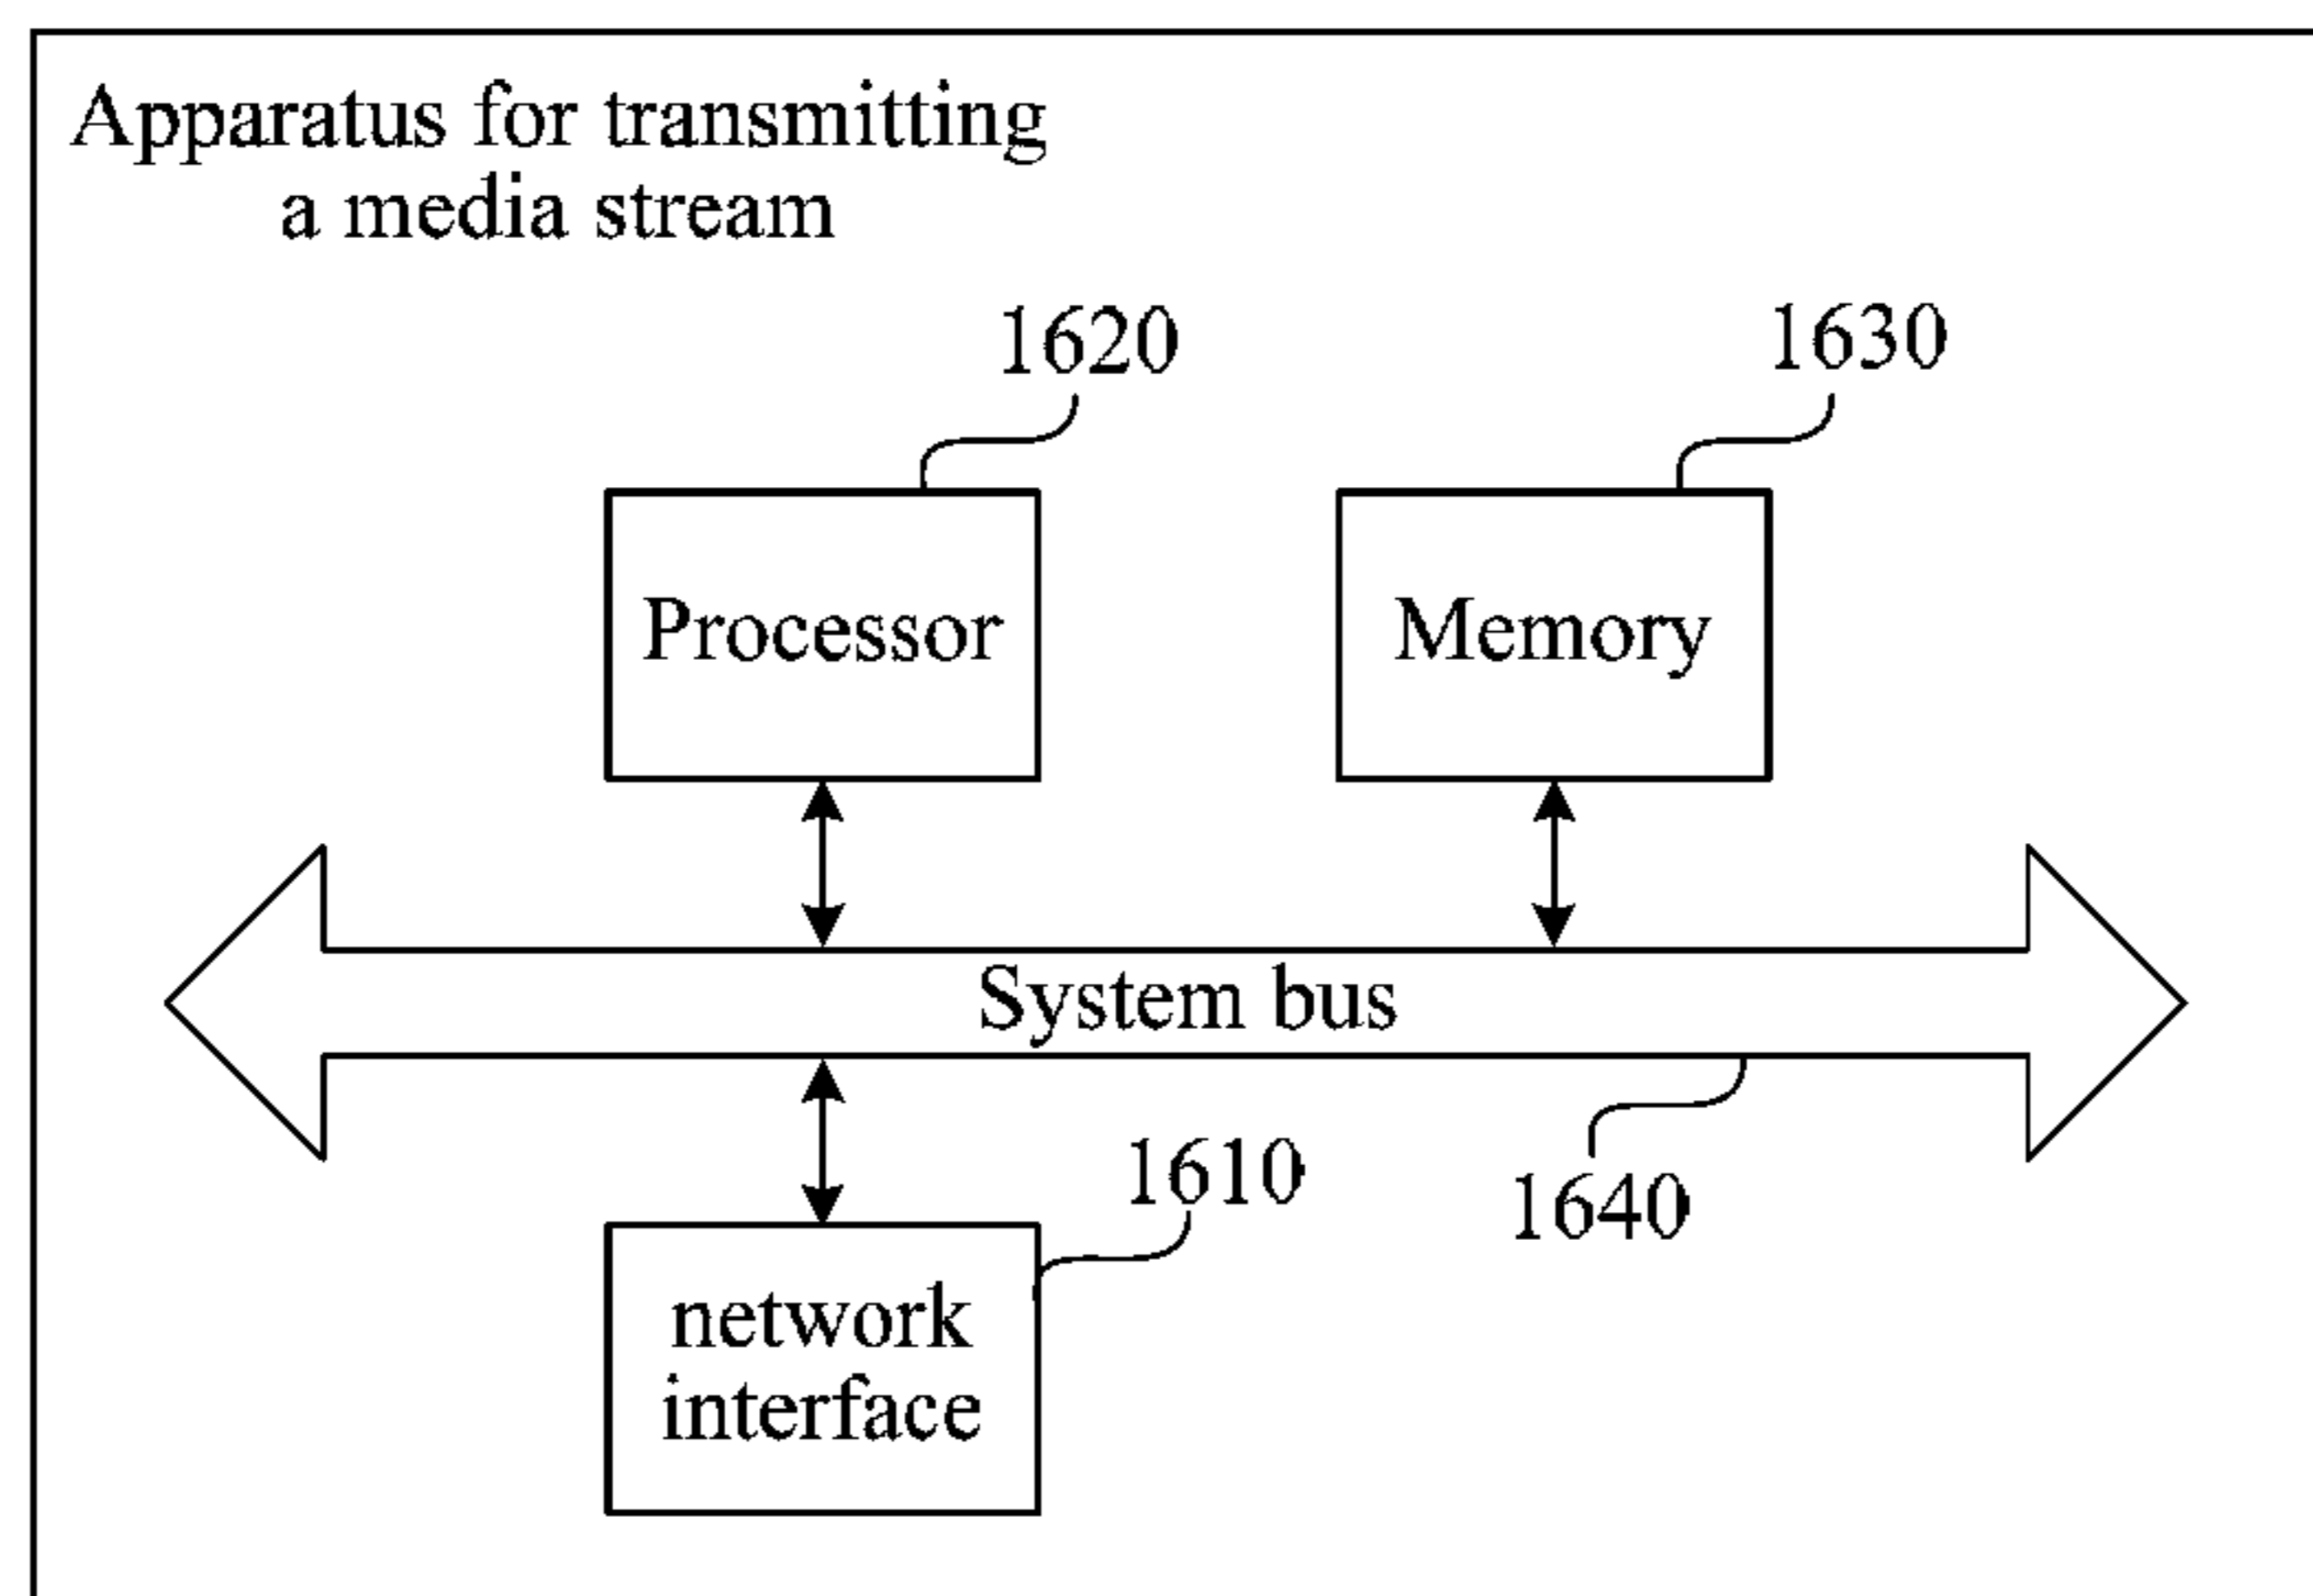 Apparatus for transmitting
a media stream
1620
1630
Processor
Memory
System bus
1610
1640
network
interface